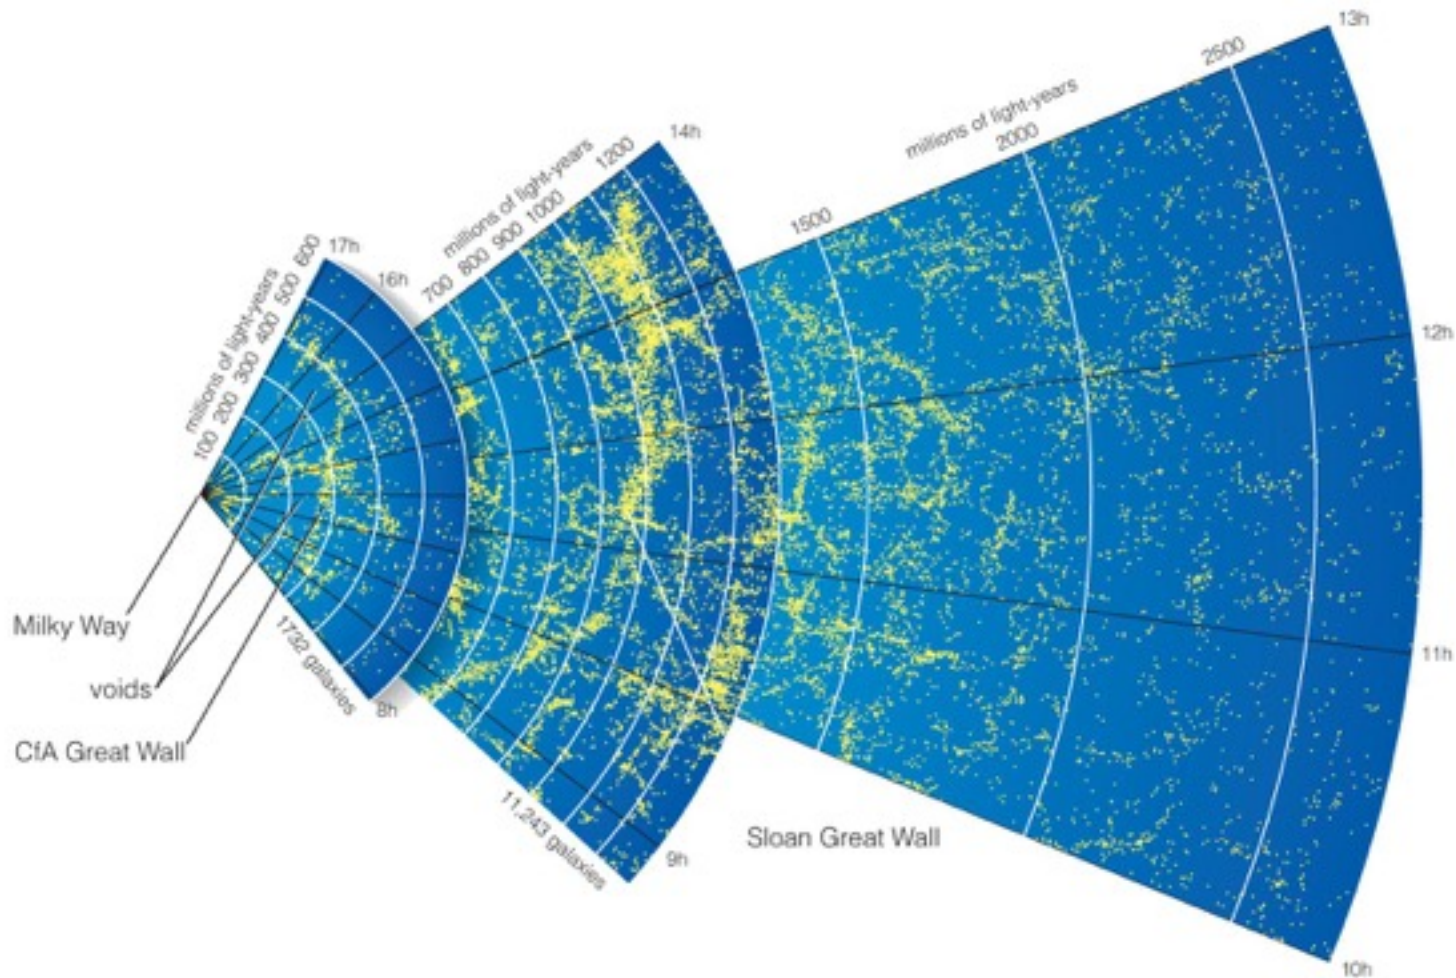 13h
2500
millions of light-years
2000
14h
1200
millions of light-years
1000
900
800
700
1500
17h
600
500
400
300
200
100
millions of light-years
16h
12h
Milky Way
voids
CfA Great Wall
1732 galaxies
8h
11h
11,243 galaxies
9h
Sloan Great Wall
10h